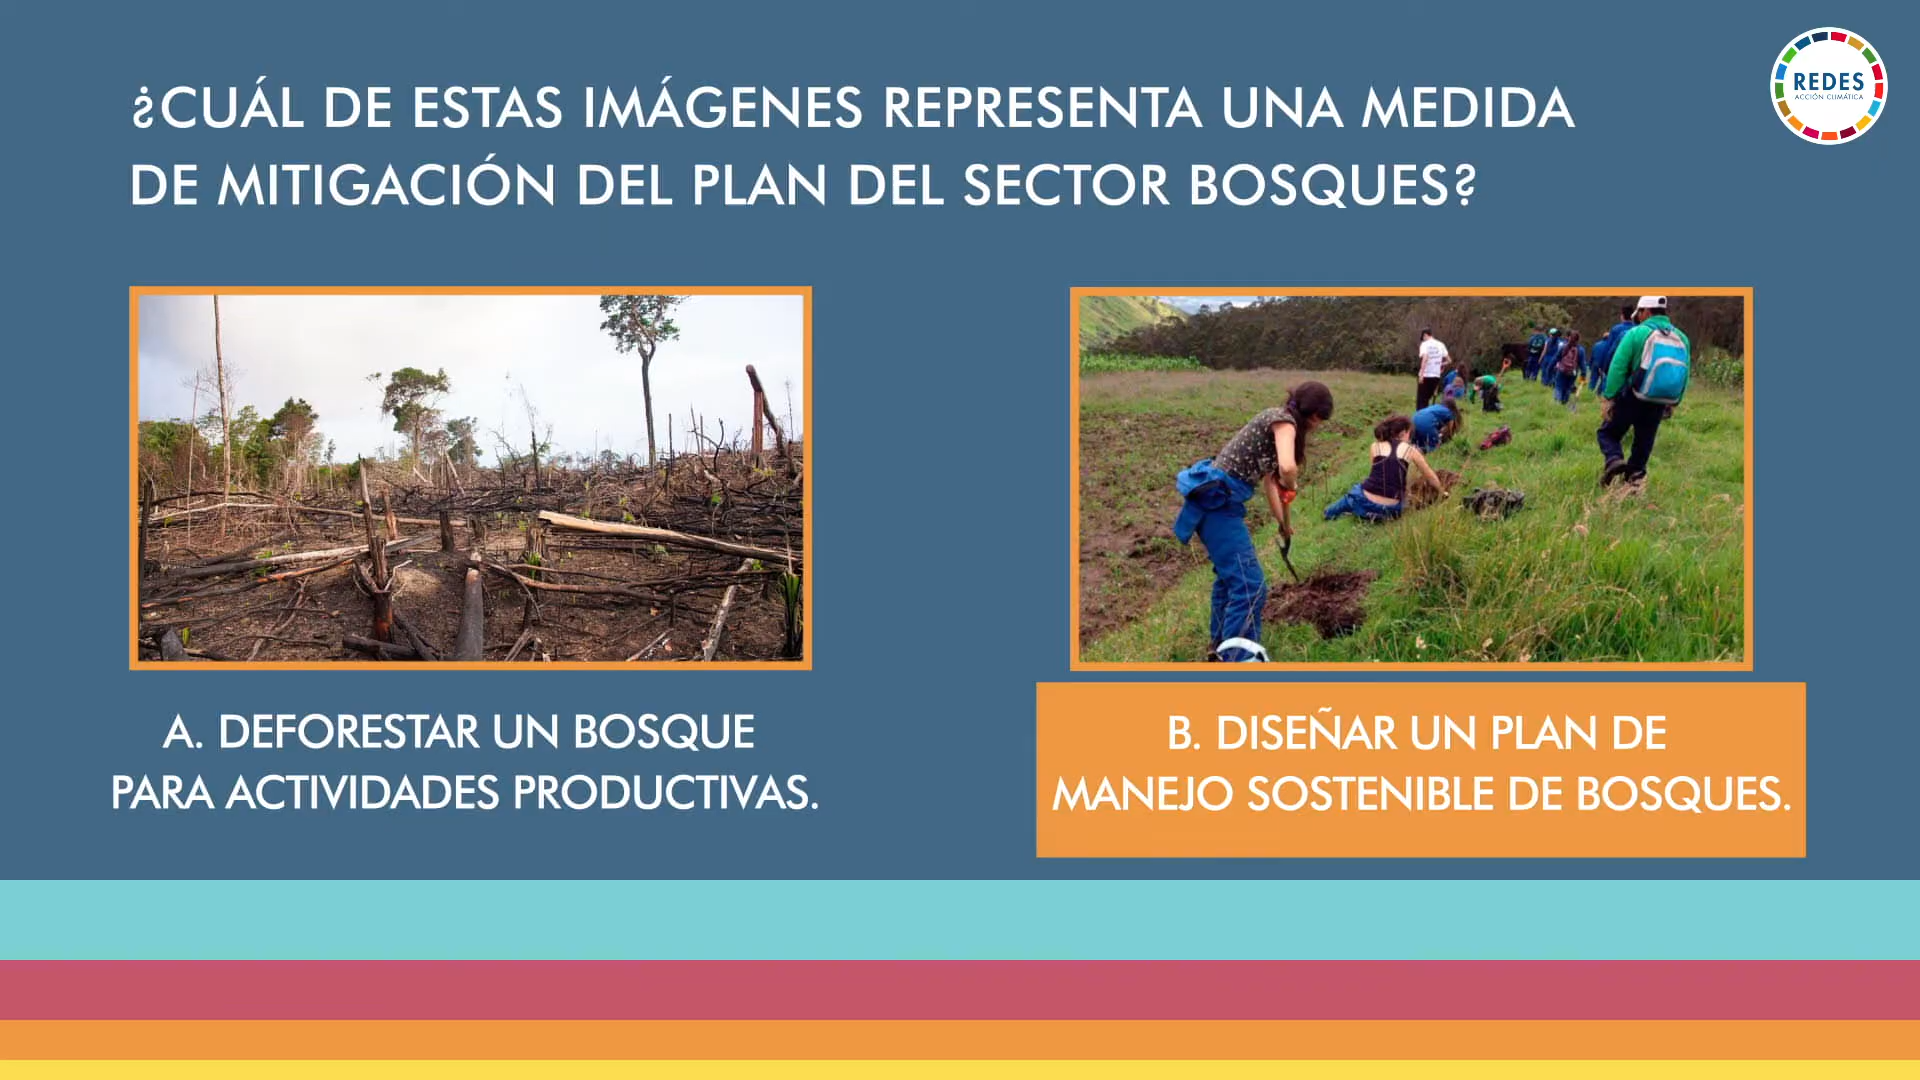 ¿CUÁL DE ESTAS IMÁGENES REPRESENTA UNA MEDIDA
DE MITIGACIÓN DEL PLAN DEL SECTOR BOSQUES?
REDES
ACCIÓN CLIMÁTICA
A. DEFORESTAR UN BOSQUE
PARA ACTIVIDADES PRODUCTIVAS.
B. DISEÑAR UN PLAN DE
MANEJO SOSTENIBLE DE BOSQUES.